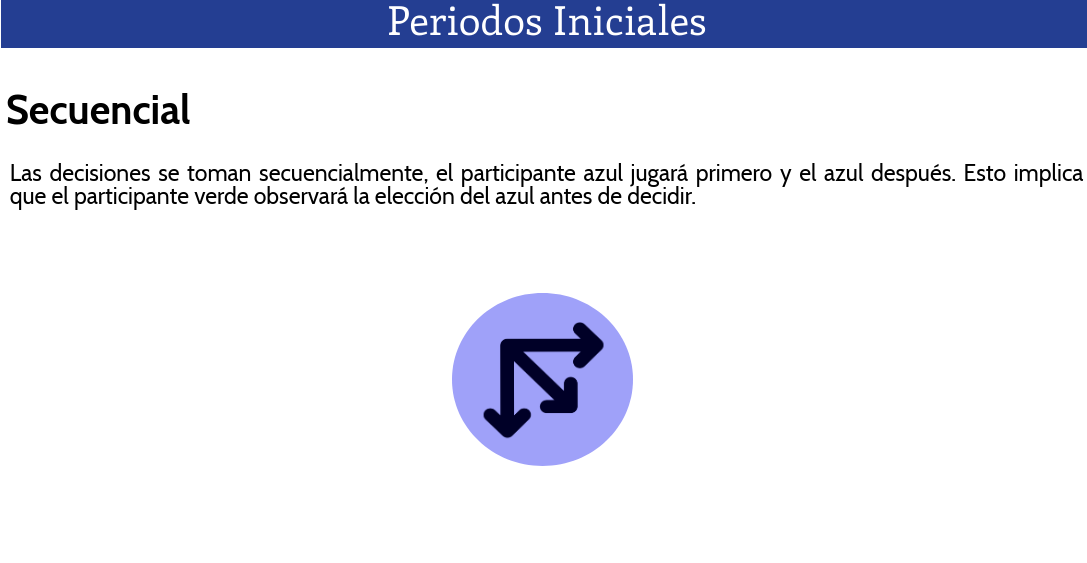 Periodos Iniciales
Secuencial
Las decisiones se toman secuencialmente, el participante azul jugará primero y el azul después. Esto implica
que el participante verde observará la elección del azul antes de decidir.